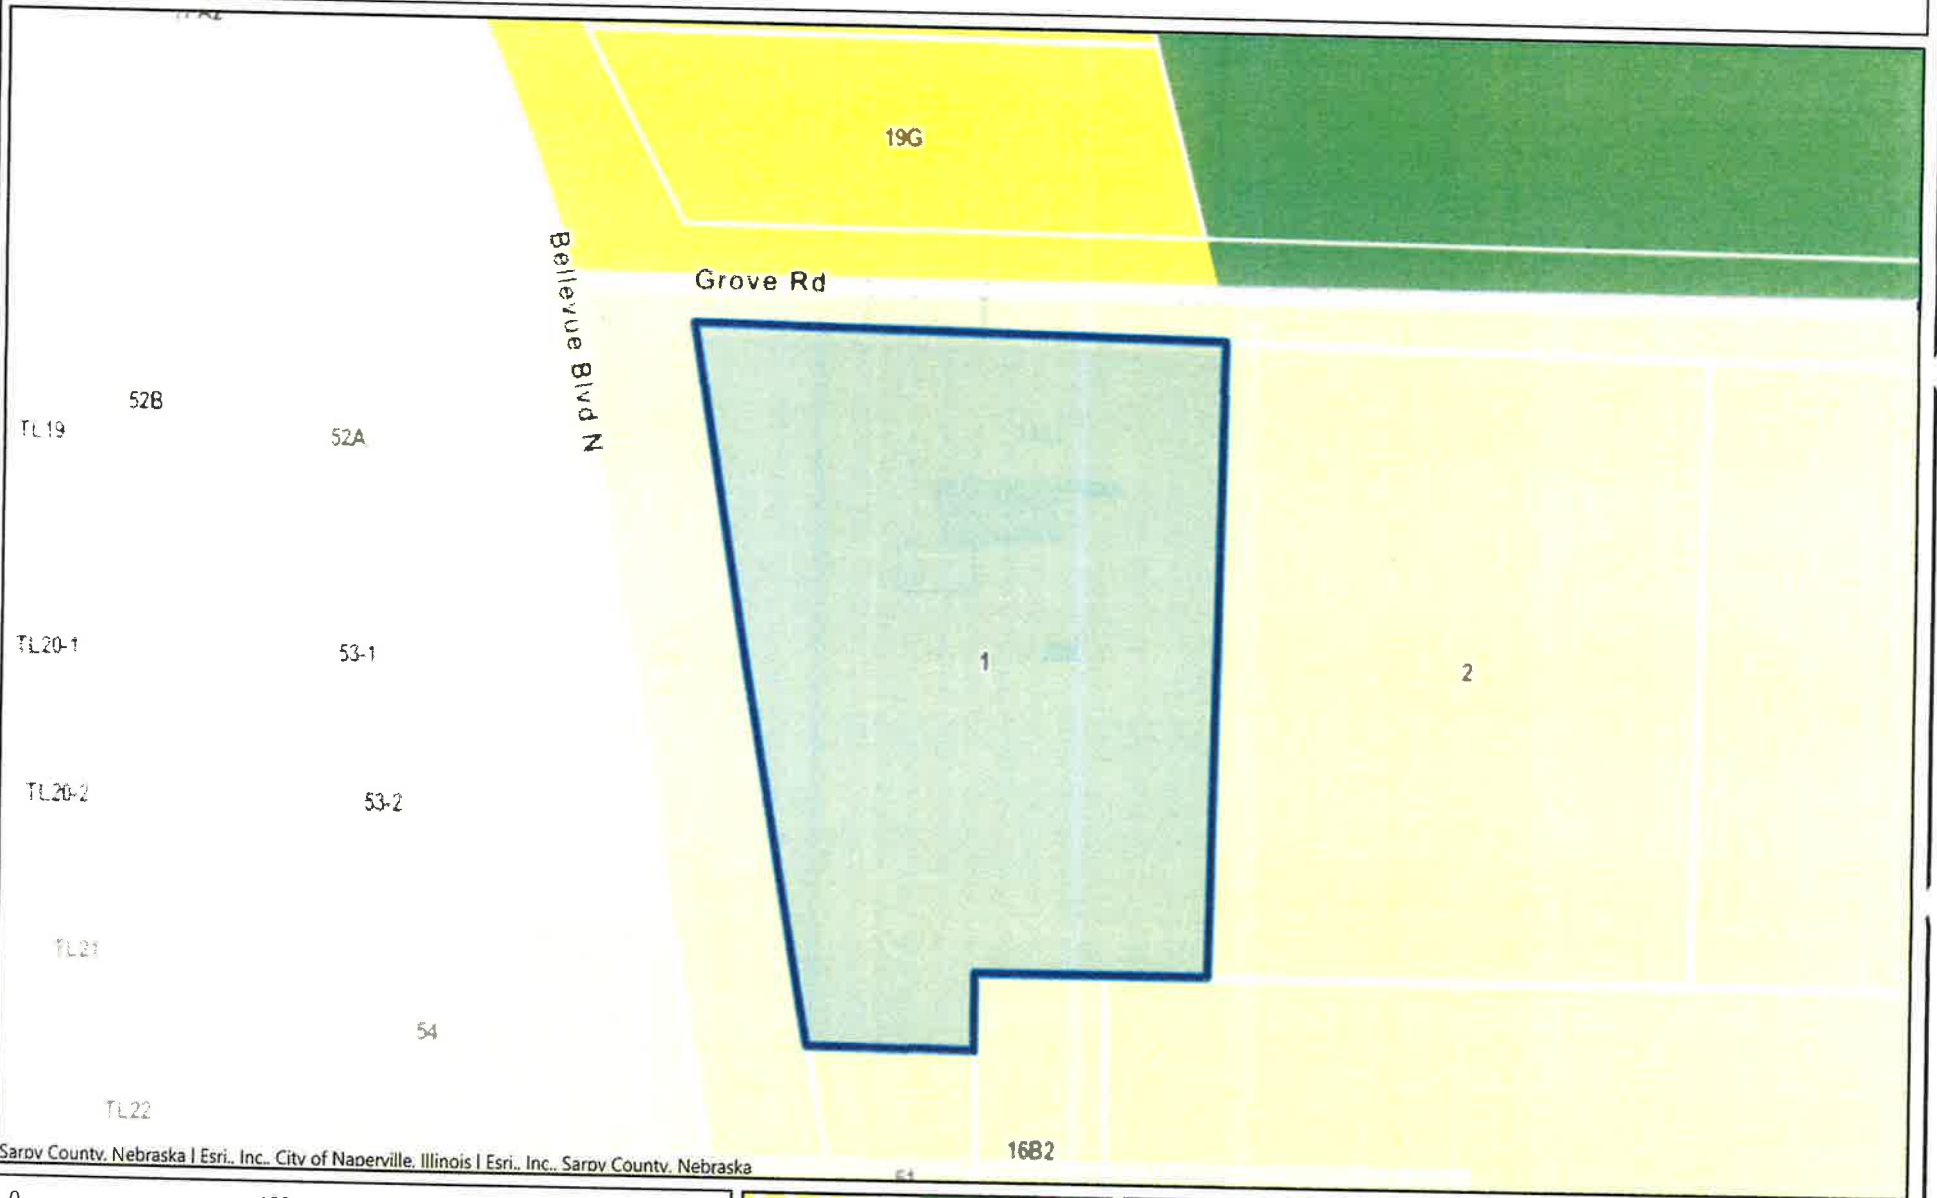 19G
Grove Rd
Bellevue Blvd N
52B
TL19
52A
TL20-1
53-1
1
2
TL20-2
53-2
TL21
54
TL22
16B2
Sarpy County, Nebraska | Esri., Inc., City of Naperville, Illinois | Esri., Inc., Sarpy County, Nebraska
0